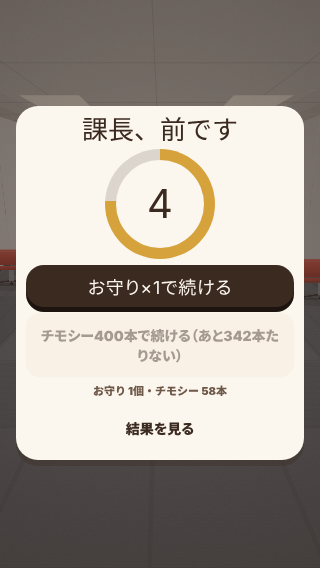 課長、前です
4
お守り×1で続ける
チモシー400本で続ける（あと342本た
りない）
お守り 1個・チモシー 58本
結果を見る